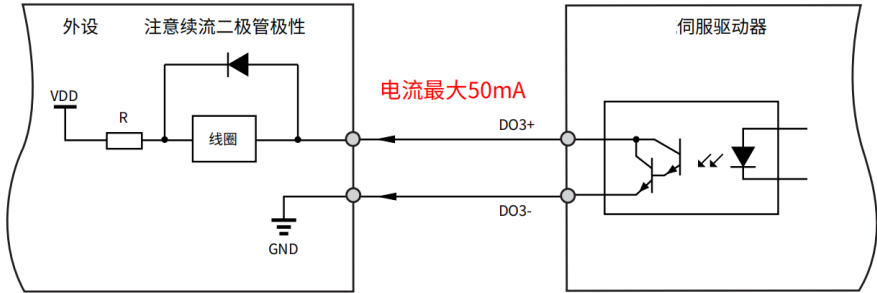 外设
注意续流二极管极性
伺服驱动器
VDD
R
线圈
电流最大50mA
DO3+
DO3-
GND